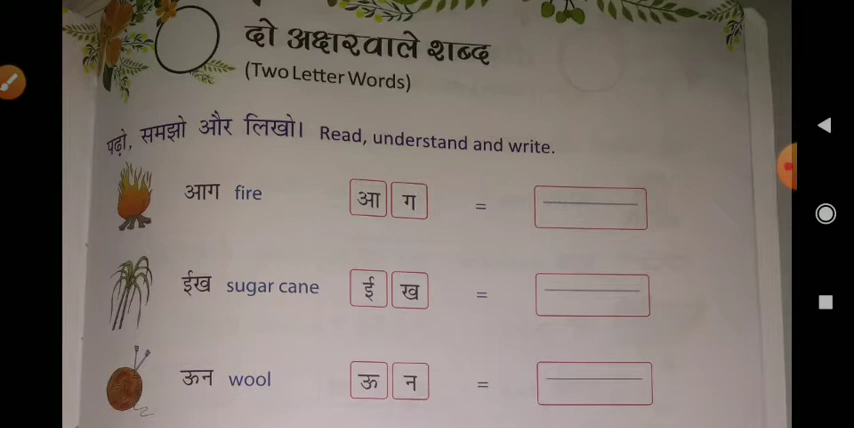 दो अक्षरवाले शब्द
(Two Letter Words)
पढ़ो, समझो और लिखो। Read, understand and write.
आग fire आ ग =
ईख sugar cane ई ख =
ऊन wool ऊ न =